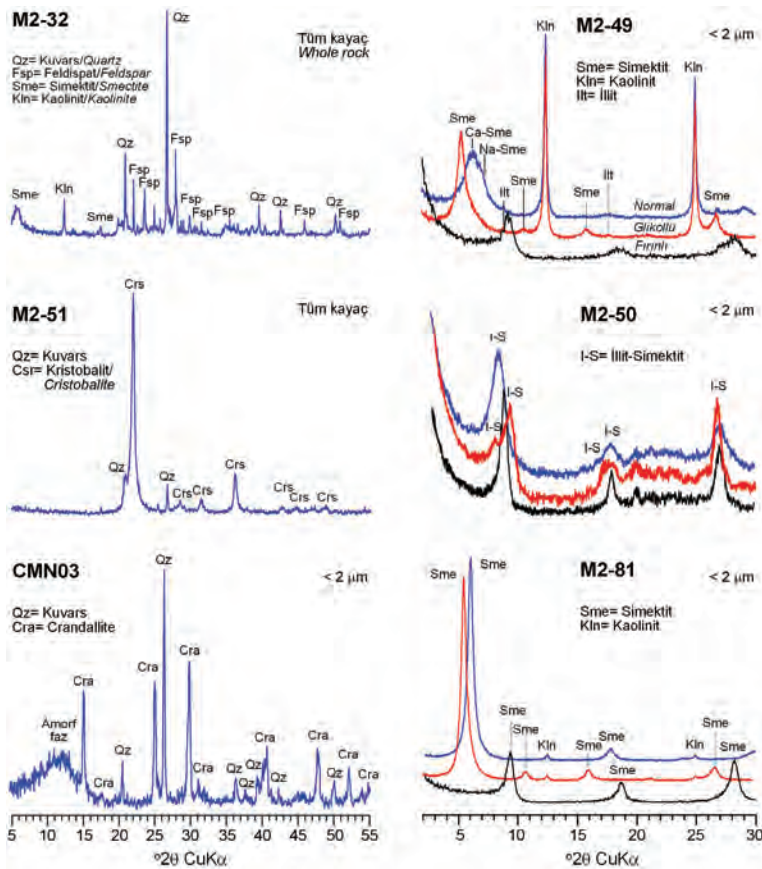 M2-32
Tüm kayaç
Whole rock
Qz= Kuvars/Quartz
Fsp= Feldispat/Feldspar
Sme= Simektit/Smectite
Kln= Kaolinit/Kaolinite
Qz
Qz
Fsp
Fsp
Fsp
Sme
Kln
Sme
Fsp
Fsp
Fsp
Qz
Qz
Fsp
Qz
Fsp
M2-49
< 2 µm
Sme= Simektit
Kln= Kaolinit
Ilt= İllit
Kln
Kln
Sme
Ca-Sme
Na-Sme
Ilt
Sme
Sme
Ilt
Sme
Normal
Glikollü
Fırınlı
M2-51
Tüm kayaç
Qz= Kuvars
Csr= Kristobalit/
Cristobalite
Crs
Qz
Qz
Crs
Crs
Crs
Crs
Crs
Crs
M2-50
< 2 µm
I-S= İllit-Simektit
I-S
I-S
I-S
I-S
I-S
I-S
CMN03
< 2 µm
Qz= Kuvars
Cra= Crandallite
Amorf
faz
Cra
Cra
Qz
Cra
Qz
Cra
Cra
Qz
Qz
Qz
Cra
Qz
Cra
Qz
Cra
Cra
5 10 15 20 25 30 35 40 45 50 55
°2θ CuKα
M2-81
< 2 µm
Sme= Simektit
Kln= Kaolinit
Sme
Sme
Sme
Sme
Kln
Sme
Sme
Sme
Kln
Sme
Sme
5 10 15 20 25 30
°2θ CuKα